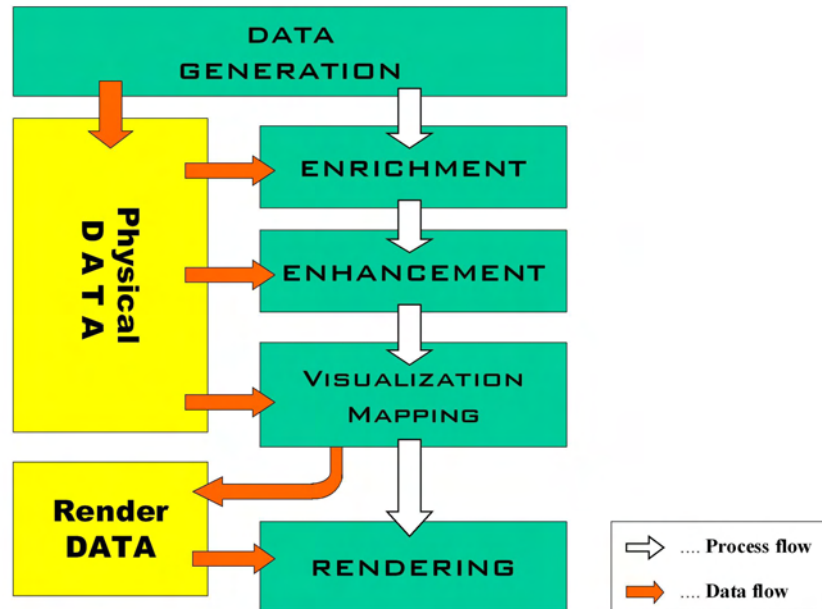 DATA
GENERATION
ENRICHMENT
Physical
DATA
ENHANCEMENT
VISUALIZATION
MAPPING
Render
DATA
RENDERING
.... Process flow
.... Data flow